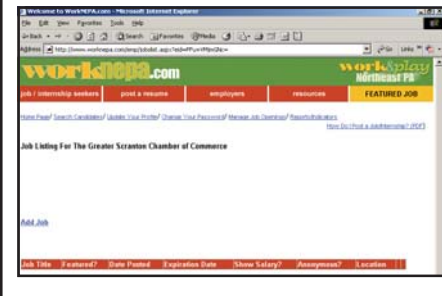 Welcome to WorkNEPA.com - Microsoft Internet Explorer
File Edit View Favorites Tools Help
Back Search Favorites Media
Address Go Links
worknepa.com
work&play
Northeast PA
job / internship seekers post a resume employers resources FEATURED JOB
Home Page/ Search Candidates/ Update Your Profile/ Change Your Password/ Manage Job Openings/ Reports/Indicators
How Do I Post a Job/Internship? (PDF)
Job Listing For The Greater Scranton Chamber of Commerce
Add Job
Job Title Featured? Date Posted Expiration Date Show Salary? Anonymous? Location